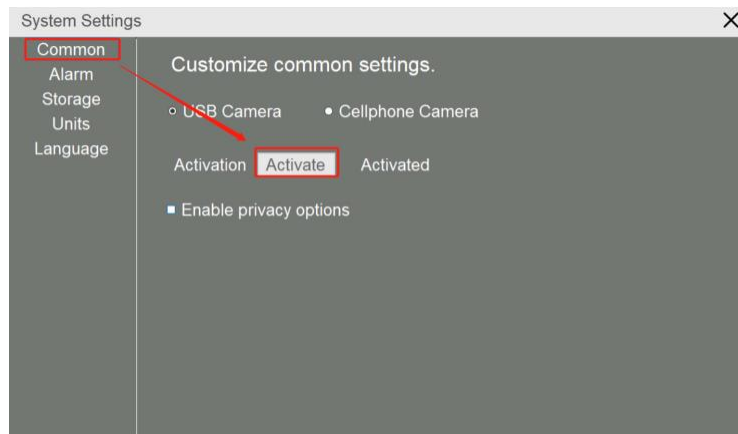 System Settings
Common
Alarm
Storage
Units
Language
Customize common settings.
USB Camera Cellphone Camera
Activation Activate Activated
Enable privacy options